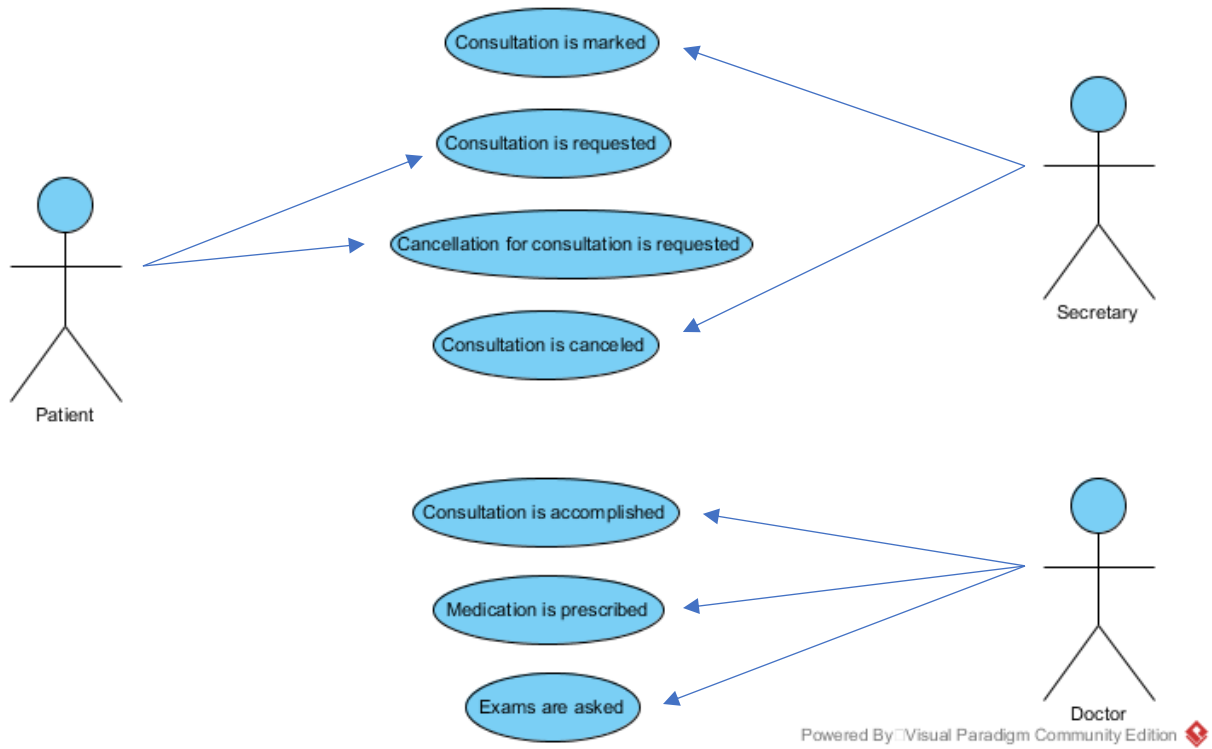 Consultation is marked
Consultation is requested
Cancellation for consultation is requested
Consultation is canceled
Patient
Secretary
Consultation is accomplished
Medication is prescribed
Exams are asked
Doctor
Powered By Visual Paradigm Community Edition